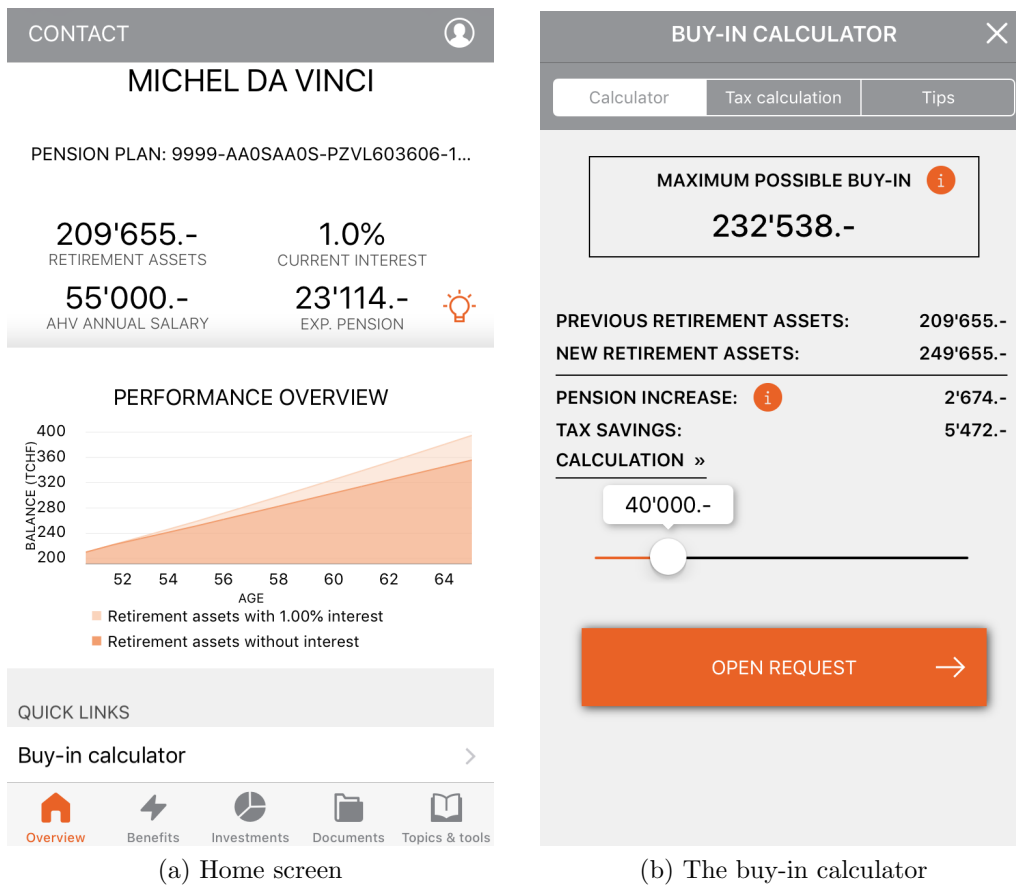 CONTACT
MICHEL DA VINCI
PENSION PLAN: 9999-AA0SAA0S-PZVL603606-1...
209'655.-
RETIREMENT ASSETS
1.0%
CURRENT INTEREST
55'000.-
AHV ANNUAL SALARY
23'114.-
EXP. PENSION
PERFORMANCE OVERVIEW
BALANCE (TCHF)
400
360
320
280
240
200
52 54 56 58 60 62 64
AGE
Retirement assets with 1.00% interest
Retirement assets without interest
QUICK LINKS
Buy-in calculator
Overview Benefits Investments Documents Topics & tools
(a) Home screen
BUY-IN CALCULATOR
Calculator Tax calculation Tips
MAXIMUM POSSIBLE BUY-IN i
232'538.-
PREVIOUS RETIREMENT ASSETS: 209'655.-
NEW RETIREMENT ASSETS: 249'655.-
PENSION INCREASE: i 2'674.-
TAX SAVINGS: 5'472.-
CALCULATION »
40'000.-
OPEN REQUEST
(b) The buy-in calculator